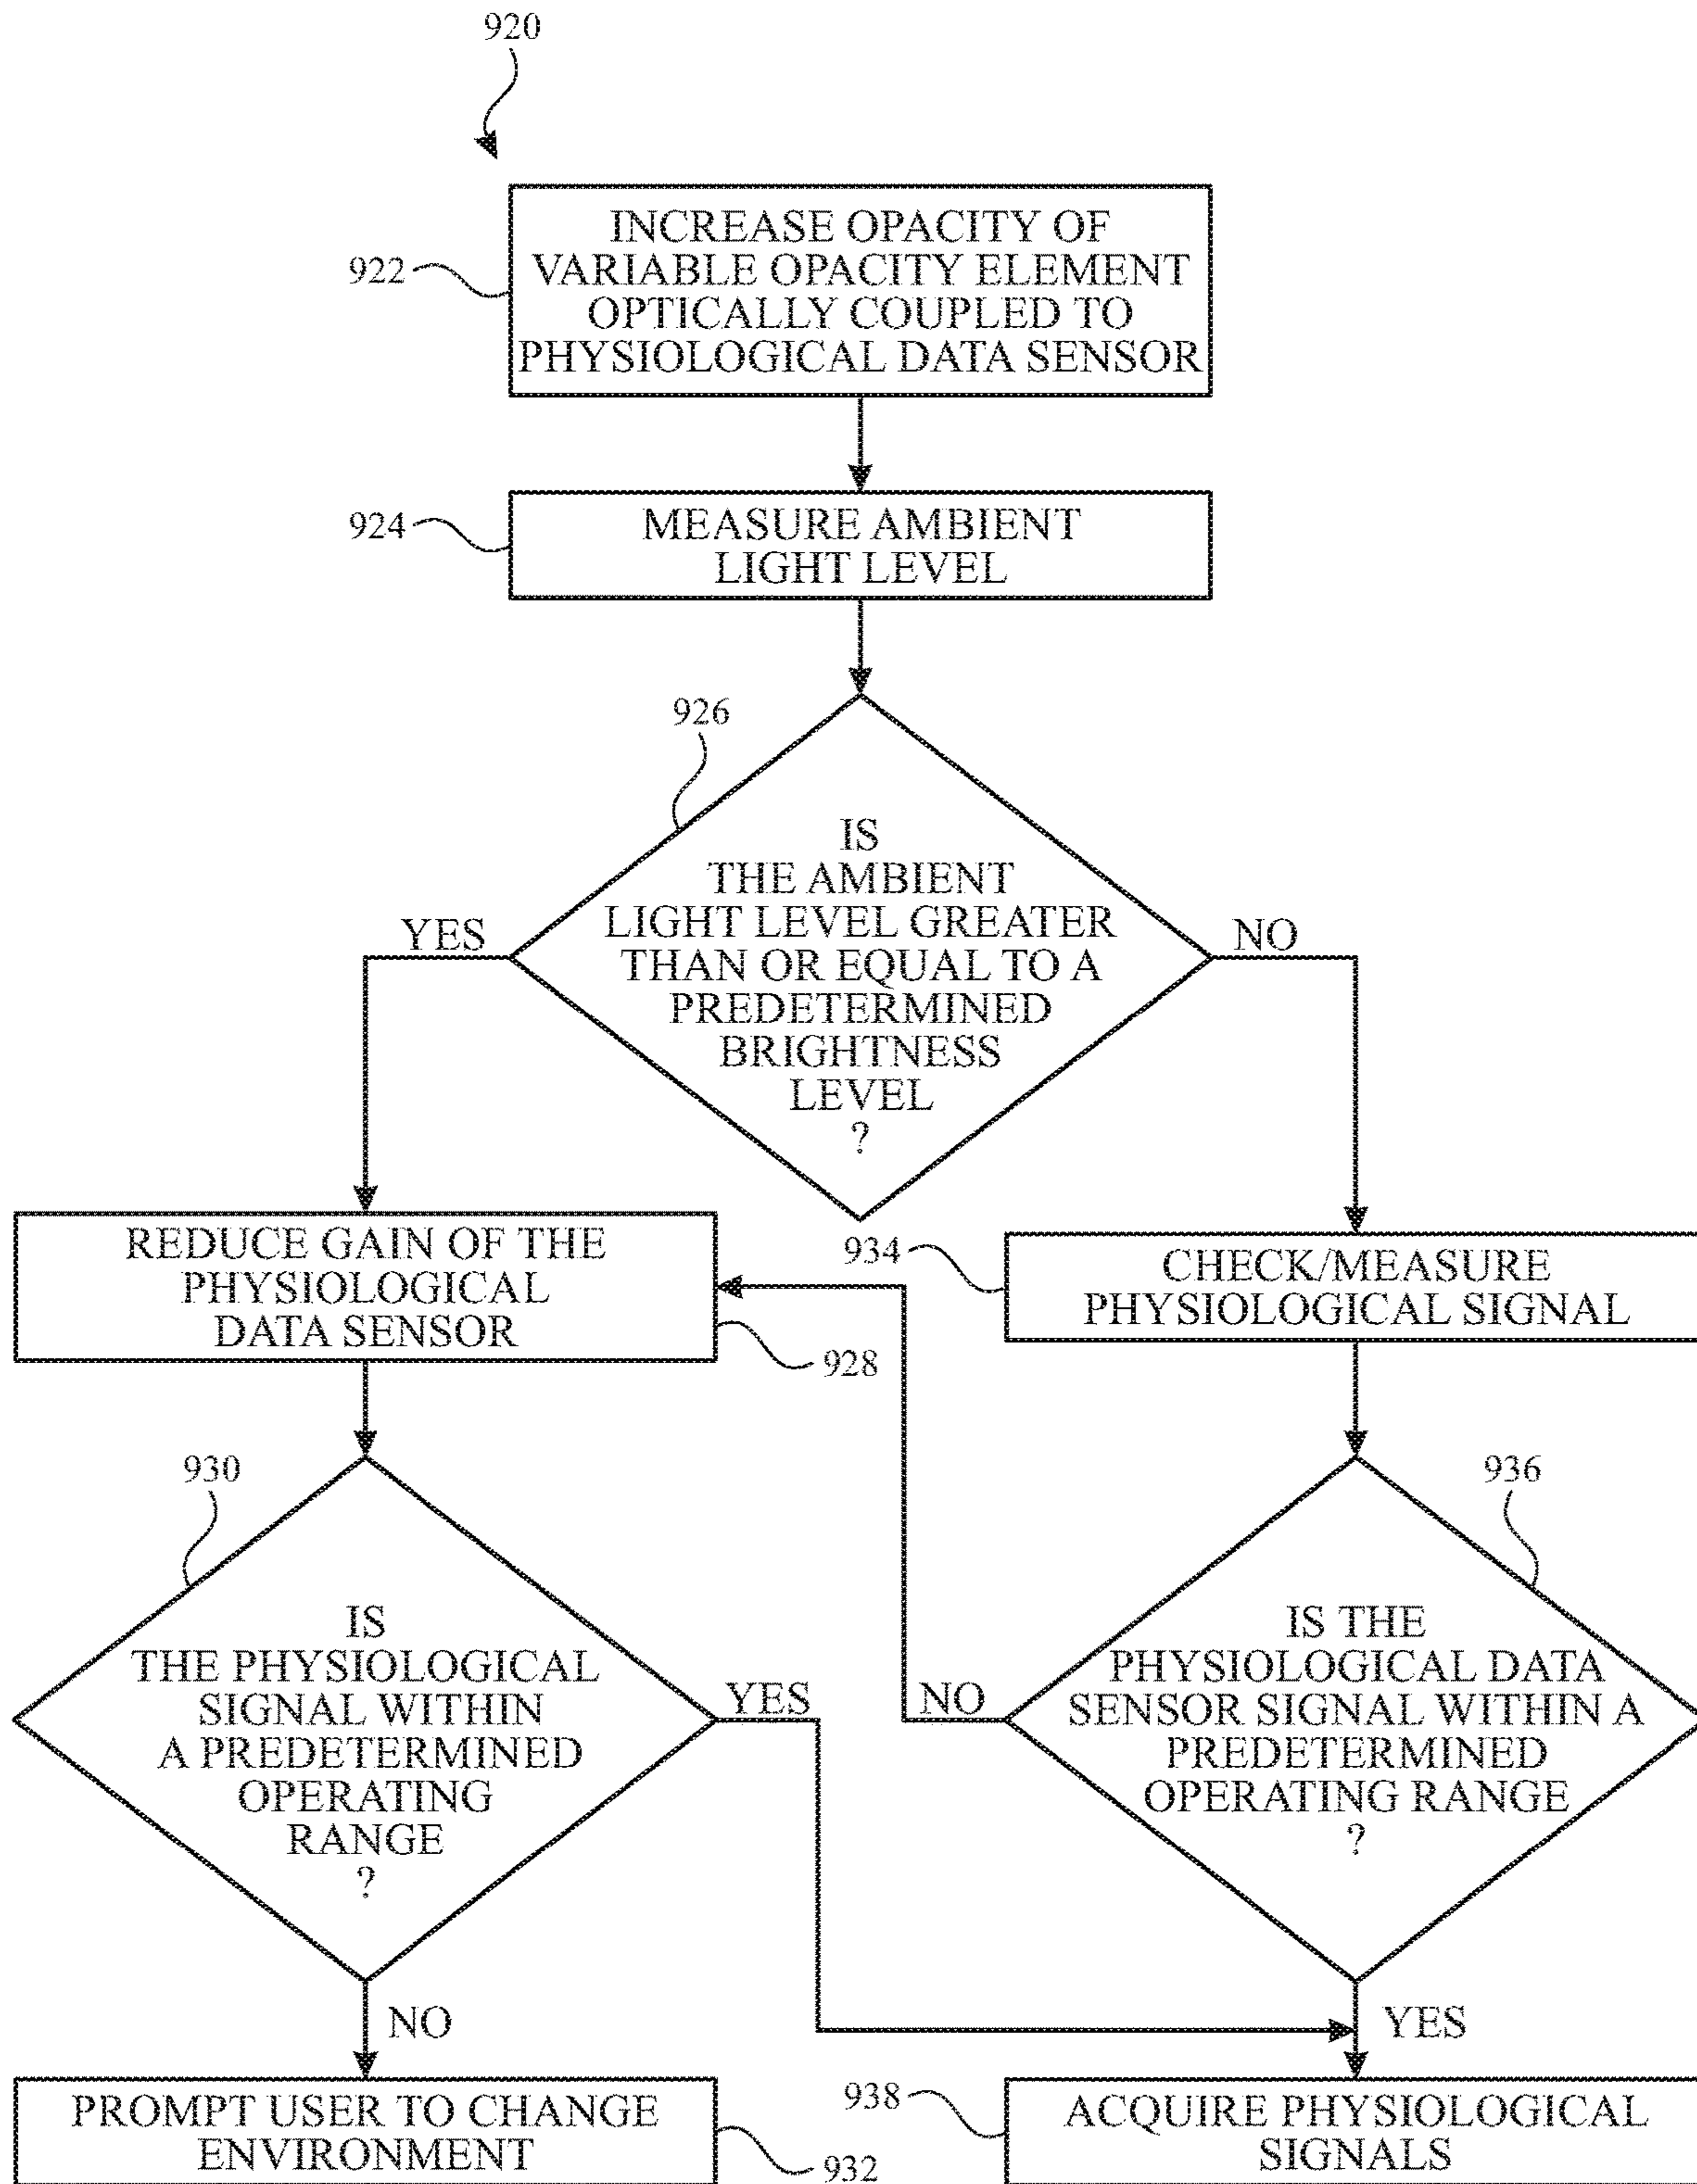 920
922
INCREASE OPACITY OF
VARIABLE OPACITY ELEMENT
OPTICALLY COUPLED TO
PHYSIOLOGICAL DATA SENSOR
924
MEASURE AMBIENT
LIGHT LEVEL
926
IS
THE AMBIENT
LIGHT LEVEL GREATER
THAN OR EQUAL TO A
PREDETERMINED
BRIGHTNESS
LEVEL
?
YES
NO
REDUCE GAIN OF THE
PHYSIOLOGICAL
DATA SENSOR
928
934
CHECK/MEASURE
PHYSIOLOGICAL SIGNAL
930
IS
THE PHYSIOLOGICAL
SIGNAL WITHIN
A PREDETERMINED
OPERATING
RANGE
?
YES
NO
936
IS THE
PHYSIOLOGICAL DATA
SENSOR SIGNAL WITHIN A
PREDETERMINED
OPERATING RANGE
?
NO
YES
PROMPT USER TO CHANGE
ENVIRONMENT
932
938
ACQUIRE PHYSIOLOGICAL
SIGNALS